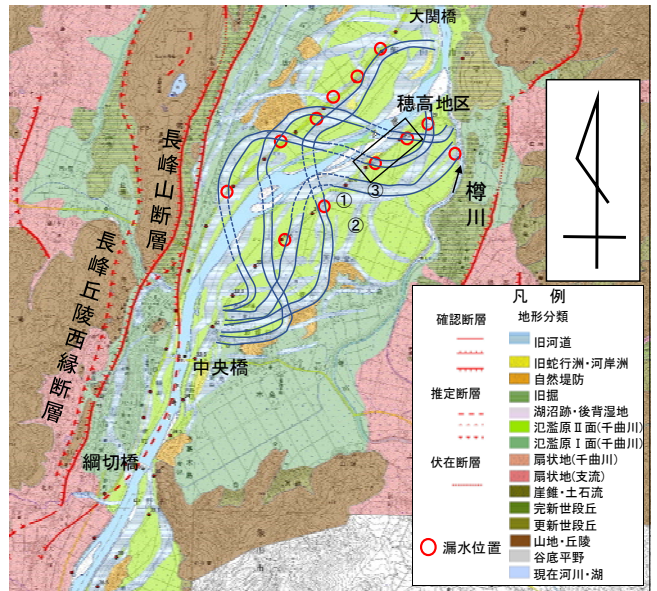 大関橋
穂高地区
樽川
①
③
②
長峰山断層
長峰丘陵西縁断層
中央橋
綱切橋
凡 例
確認断層
推定断層
伏在断層
漏水位置
地形分類
旧河道
旧蛇行洲・河岸洲
自然堤防
旧掘
湖沼跡・後背湿地
氾濫原Ⅱ面(千曲川)
氾濫原Ⅰ面(千曲川)
扇状地(千曲川)
扇状地(支流)
崖錐・土石流
完新世段丘
更新世段丘
山地・丘陵
谷底平野
現在河川・湖